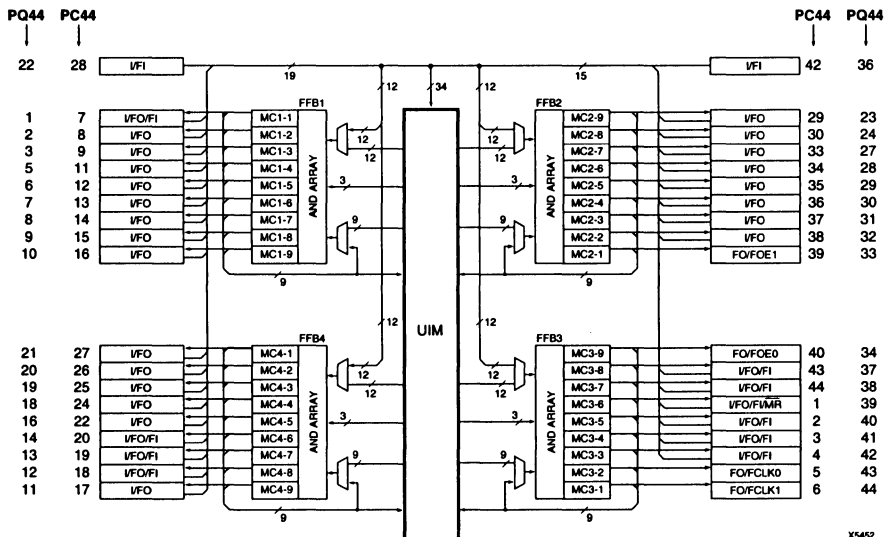 PQ44 PC44 PC44 PQ44
22 28 I/FI 19 15 I/FI 42 36
12 34 12
FFB1 FFB2
1 7 I/FO/FI MC1-1 MC2-9 I/FO 29 23
2 8 I/FO MC1-2 12 12 MC2-8 I/FO 30 24
3 9 I/FO MC1-3 12 12 MC2-7 I/FO 33 27
5 11 I/FO MC1-4 MC2-6 I/FO 34 28
6 12 I/FO MC1-5 AND ARRAY 3 3 AND ARRAY MC2-5 I/FO 35 29
7 13 I/FO MC1-6 MC2-4 I/FO 36 30
8 14 I/FO MC1-7 9 9 MC2-3 I/FO 37 31
9 15 I/FO MC1-8 MC2-2 I/FO 38 32
10 16 I/FO MC1-9 MC2-1 FO/FOE1 39 33
9 9
12 UIM 12
FFB4 FFB3
21 27 I/FO MC4-1 MC3-9 FO/FOE0 40 34
20 26 I/FO MC4-2 12 12 MC3-8 I/FO/FI 43 37
19 25 I/FO MC4-3 12 12 MC3-7 I/FO/FI 44 38
18 24 I/FO MC4-4 MC3-6 I/FO/FI/MR 1 39
16 22 I/FO MC4-5 AND ARRAY 3 3 AND ARRAY MC3-5 I/FO/FI 2 40
14 20 I/FO/FI MC4-6 MC3-4 I/FO/FI 3 41
13 19 I/FO/FI MC4-7 9 9 MC3-3 I/FO/FI 4 42
12 18 I/FO/FI MC4-8 MC3-2 FO/FCLK0 5 43
11 17 I/FO MC4-9 MC3-1 FO/FCLK1 6 44
9 9
X5452